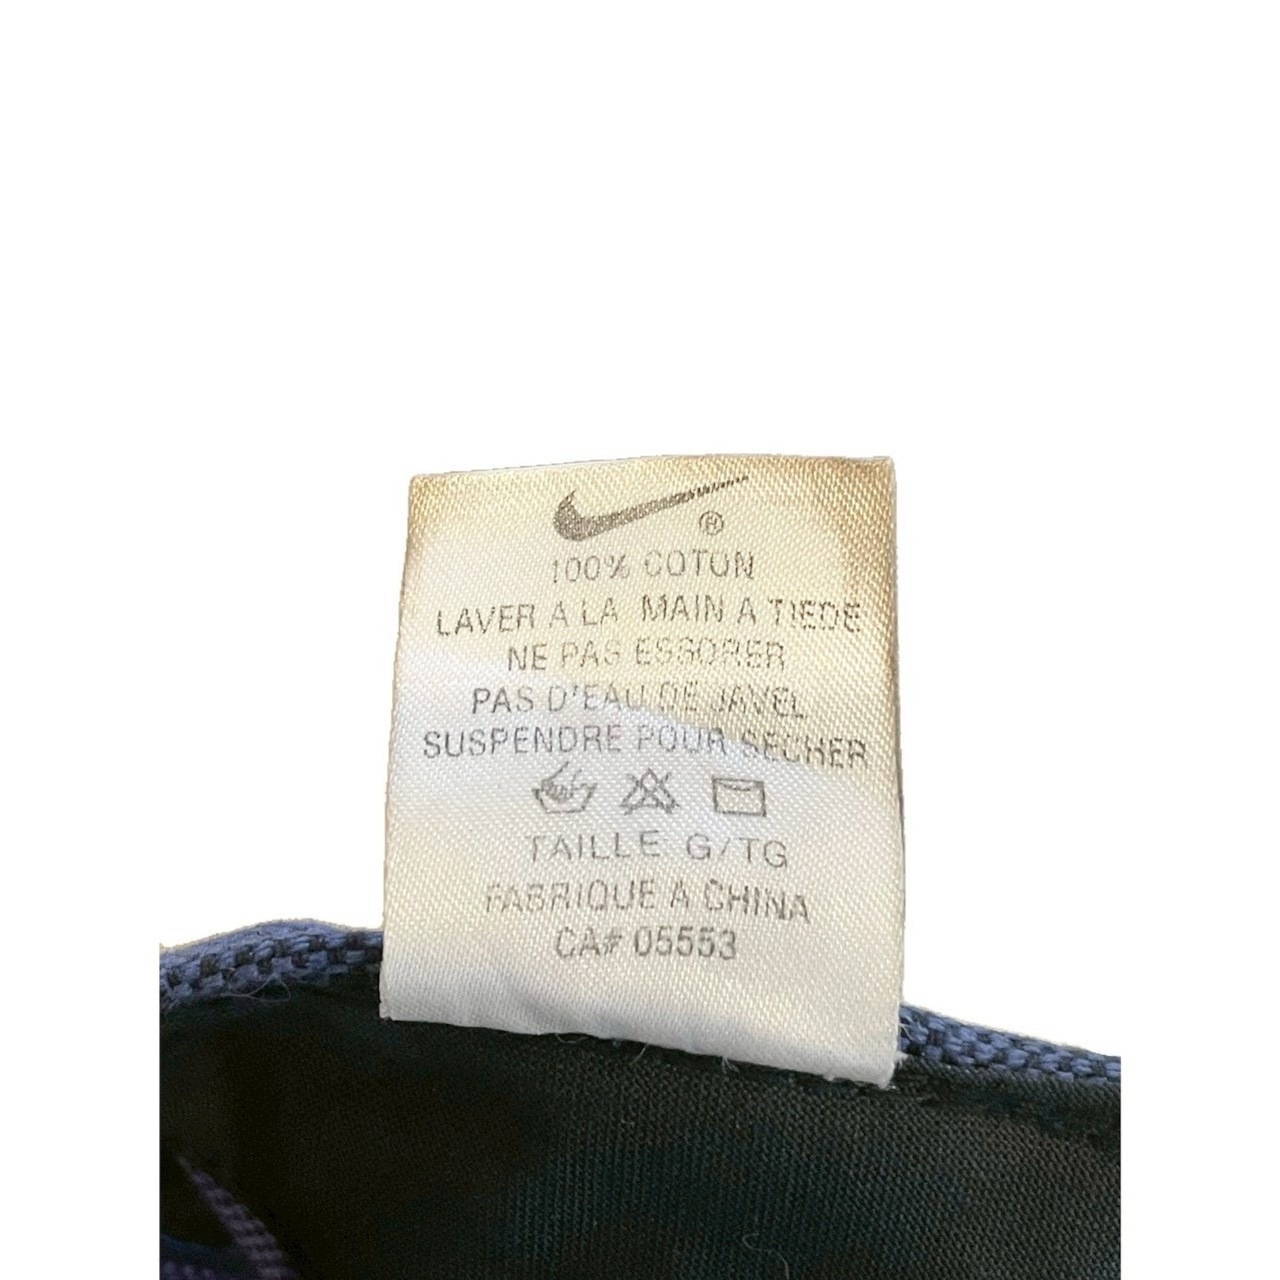 ®
100% COTON
LAVER A LA MAIN A TIEDE
NE PAS ESSORER
PAS D'EAU DE JAVEL
SUSPENDRE POUR SECHER
TAILLE G/TG
FABRIQUE A CHINA
CA# 05553